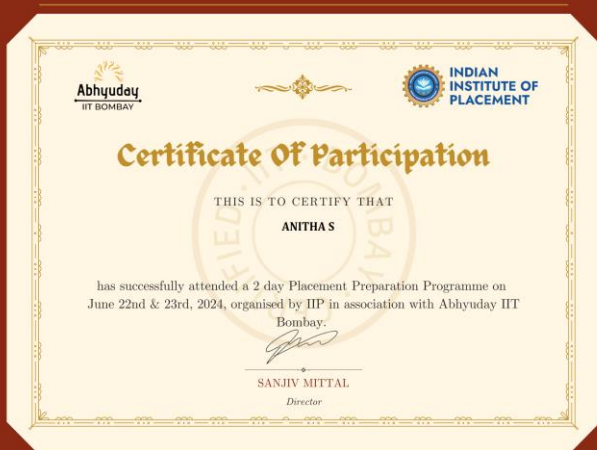 Abhyuday
IIT BOMBAY
INDIAN
INSTITUTE OF
PLACEMENT
Certificate Of Participation
THIS IS TO CERTIFY THAT
ANITHA S
has successfully attended a 2 day Placement Preparation Programme on
June 22nd & 23rd, 2024, organised by IIP in association with Abhyuday IIT
Bombay.
SANJIV MITTAL
Director